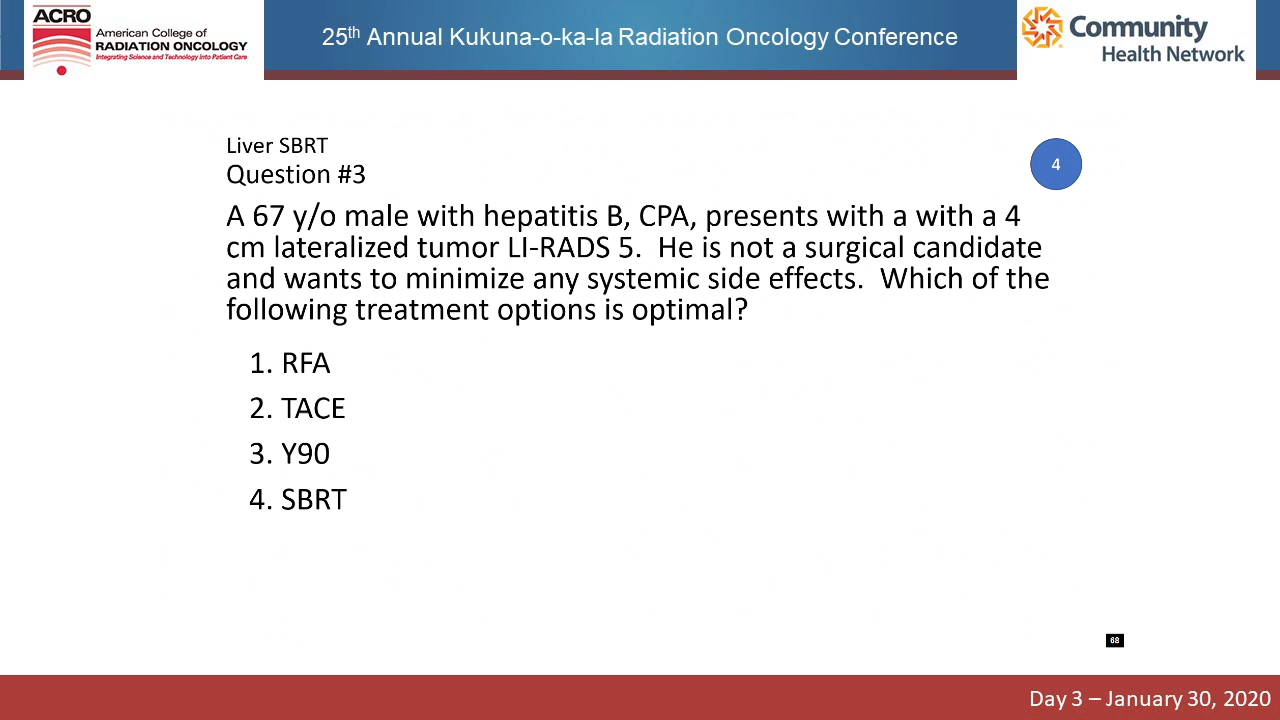 ACRO
American College of
RADIATION ONCOLOGY
Integrating Science and Technology Into Patient Care
25th Annual Kukuna-o-ka-la Radiation Oncology Conference
Community
Health Network
Liver SBRT
Question #3
4
A 67 y/o male with hepatitis B, CPA, presents with a with a 4
cm lateralized tumor LI-RADS 5.  He is not a surgical candidate
and wants to minimize any systemic side effects.  Which of the
following treatment options is optimal?
1. RFA
2. TACE
3. Y90
4. SBRT
68
Day 3 – January 30, 2020